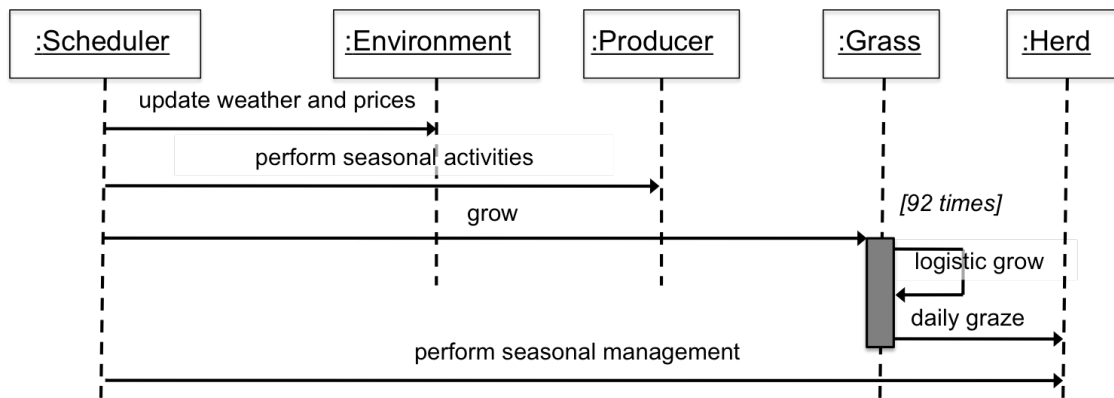 :Scheduler :Environment :Producer :Grass :Herd
update weather and prices
perform seasonal activities
[92 times]
grow
logistic grow
daily graze
perform seasonal management